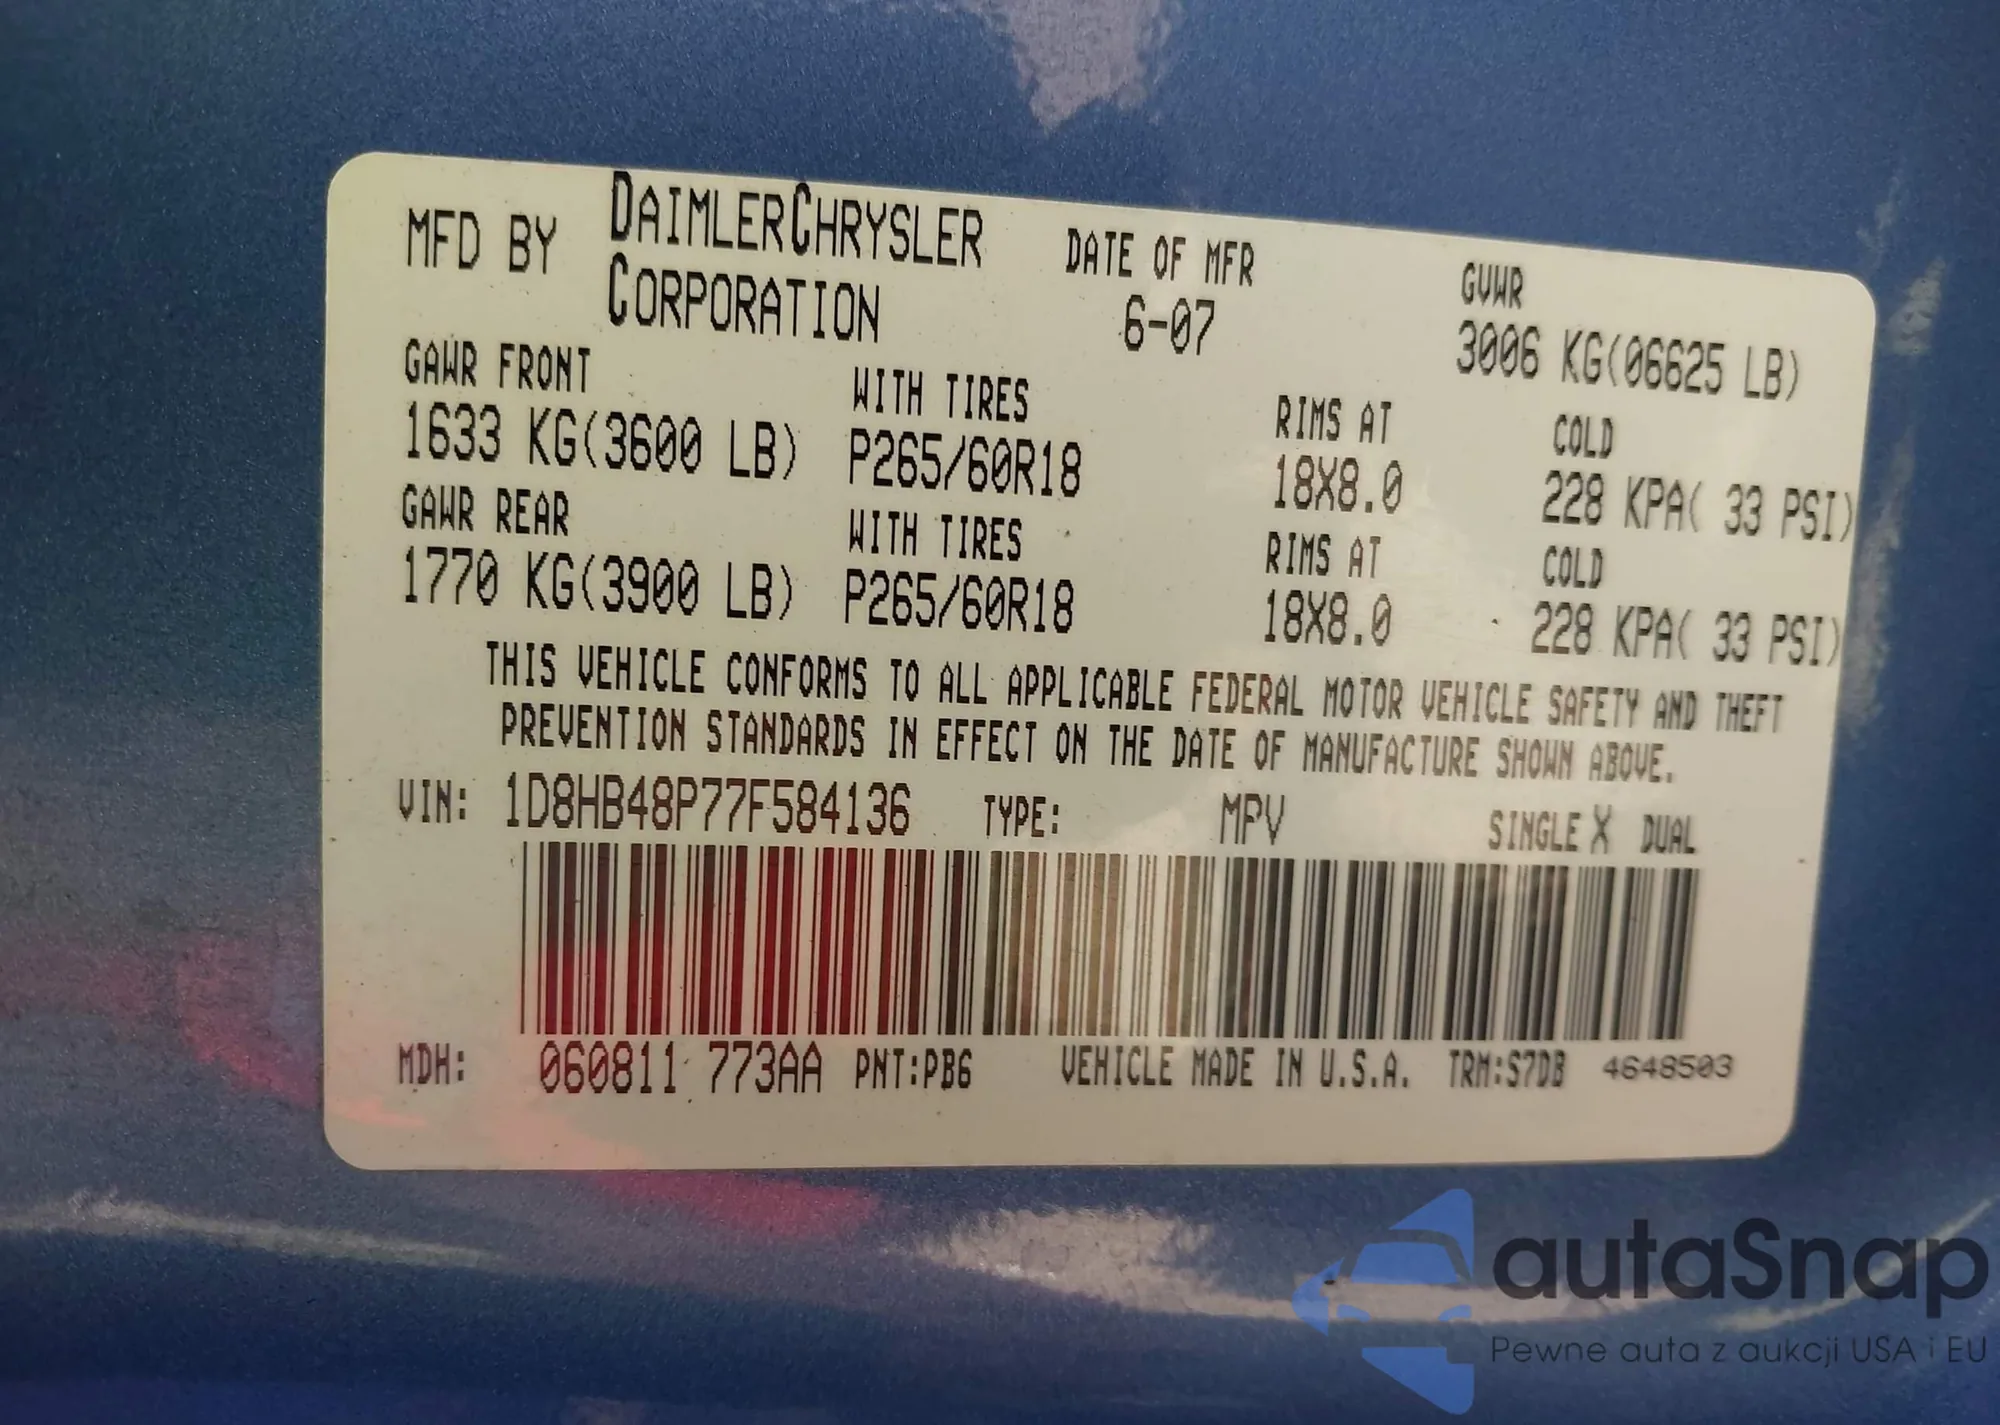 MFD BY DAIMLERCHRYSLER CORPORATION DATE OF MFR 6-07 GVWR 3006 KG(06625 LB)
GAWR FRONT WITH TIRES RIMS AT COLD
1633 KG(3600 LB) P265/60R18 18X8.0 228 KPA( 33 PSI)
GAWR REAR WITH TIRES RIMS AT COLD
1770 KG(3900 LB) P265/60R18 18X8.0 228 KPA( 33 PSI)
THIS VEHICLE CONFORMS TO ALL APPLICABLE FEDERAL MOTOR VEHICLE SAFETY AND THEFT
PREVENTION STANDARDS IN EFFECT ON THE DATE OF MANUFACTURE SHOWN ABOVE.
VIN: 1D8HB48P77F584136 TYPE: MPV SINGLE X DUAL
MDH: 060811 773AA PNT:PB6 VEHICLE MADE IN U.S.A. TRM:S7DB 4648503
autaSnap
Pewne auta z aukcji USA i EU